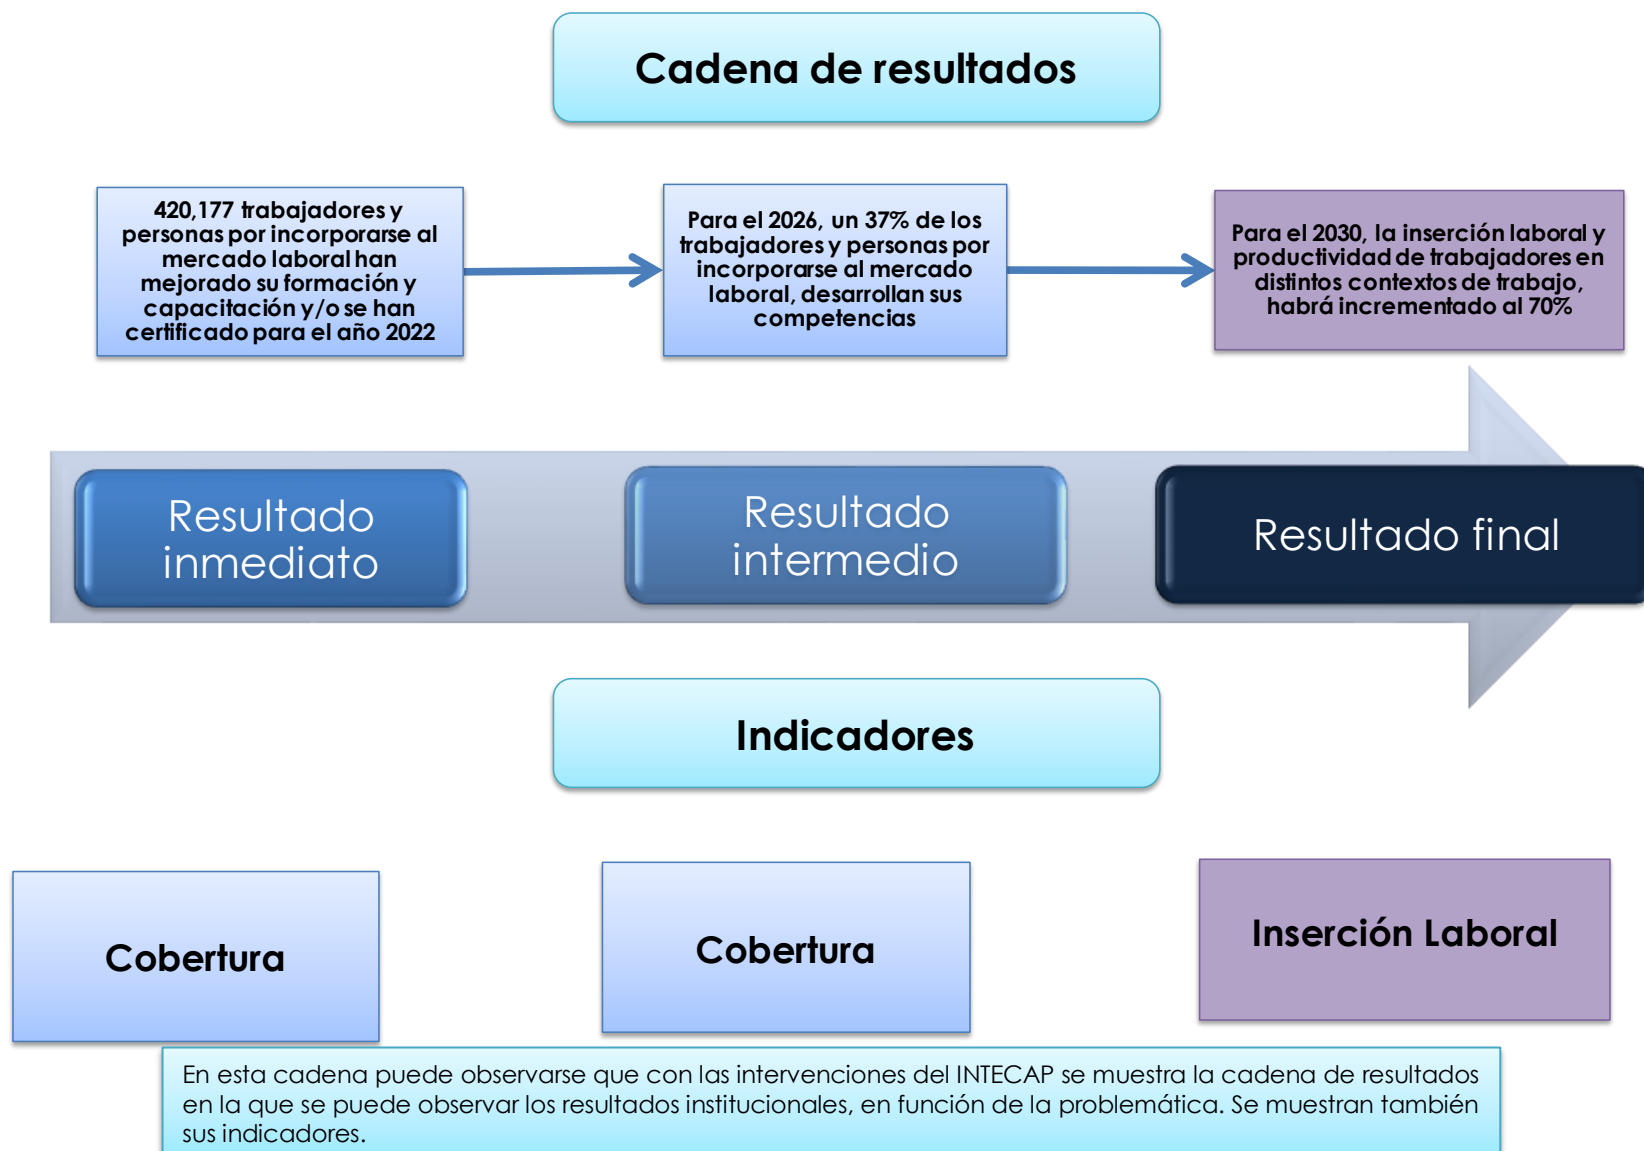 Cadena de resultados
420,177 trabajadores y
personas por incorporarse al
mercado laboral han
mejorado su formación y
capacitación y/o se han
certificado para el año 2022
Para el 2026, un 37% de los
trabajadores y personas por
incorporarse al mercado
laboral, desarrollan sus
competencias
Para el 2030, la inserción laboral y
productividad de trabajadores en
distintos contextos de trabajo,
habrá incrementado al 70%
Resultado
inmediato
Resultado
intermedio
Resultado final
Indicadores
Cobertura
Cobertura
Inserción Laboral
En esta cadena puede observarse que con las intervenciones del INTECAP se muestra la cadena de resultados
en la que se puede observar los resultados institucionales, en función de la problemática. Se muestran también
sus indicadores.